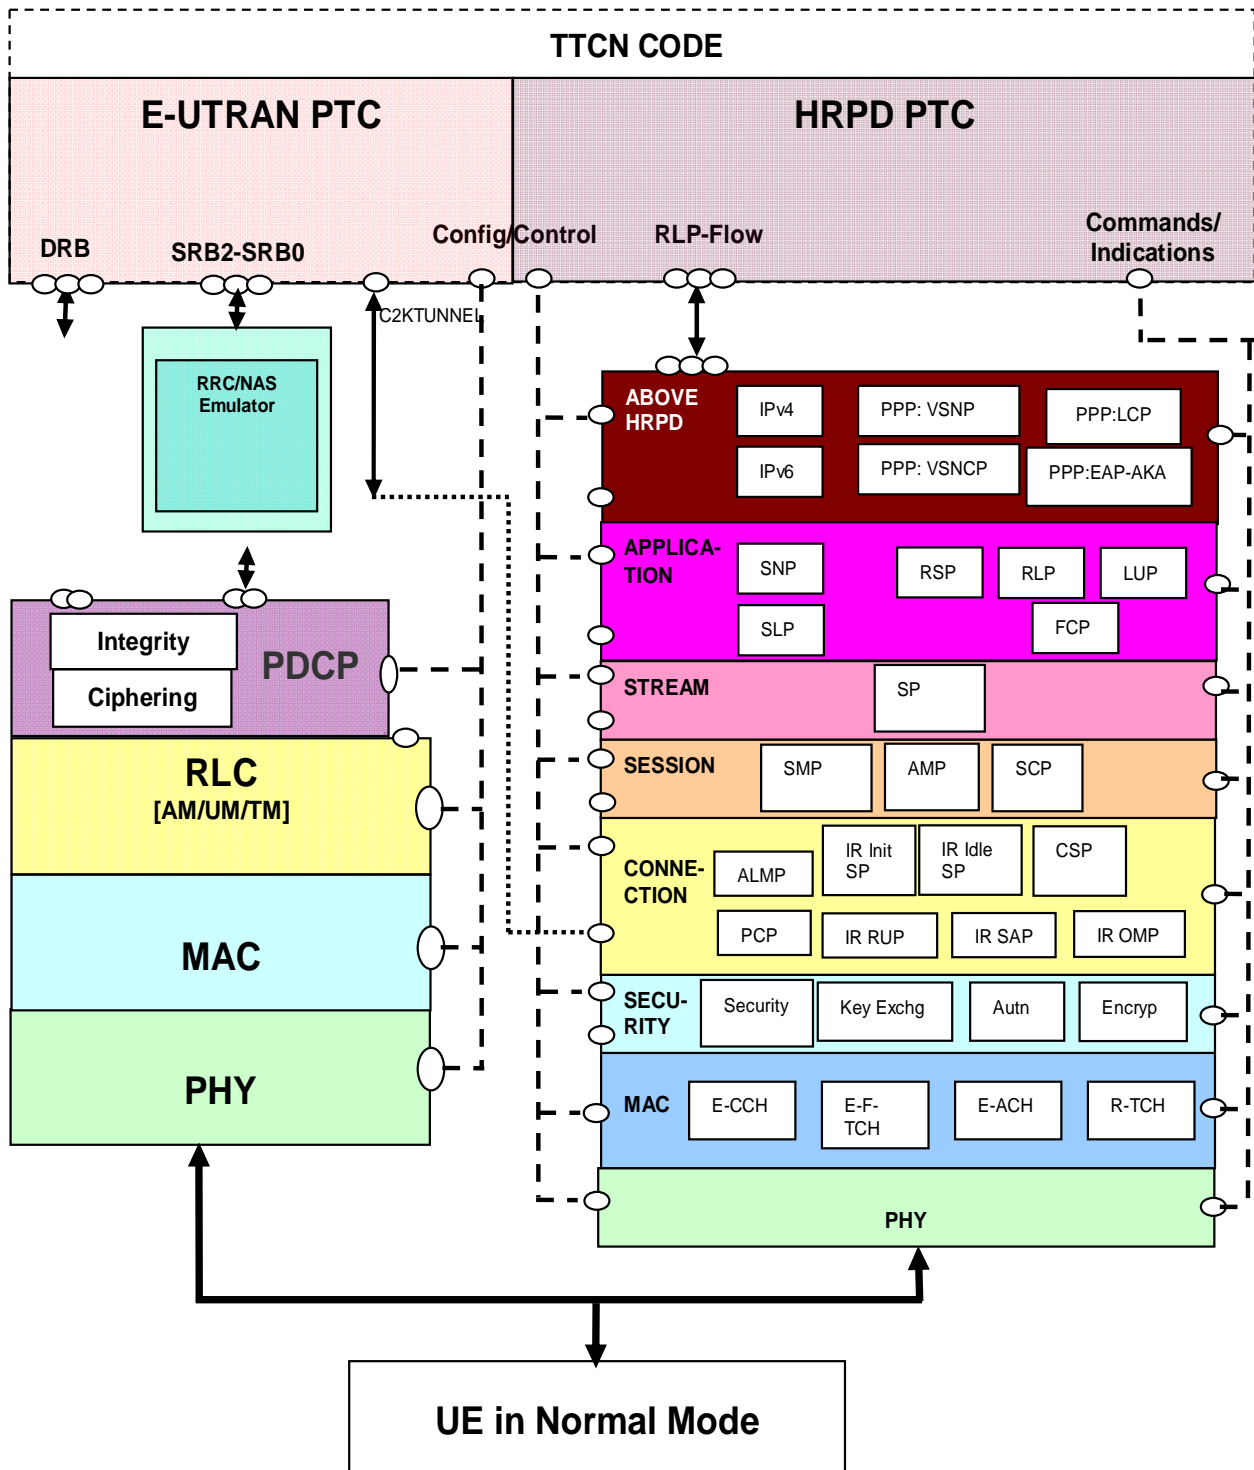 TTCN CODE
E-UTRAN PTC
HRPD PTC
DRB
SRB2-SRB0
Config/Control
RLP-Flow
Commands/
Indications
C2KTUNNEL
RRC/NAS
Emulator
ABOVE
HRPD
IPv4
PPP: VSNP
PPP:LCP
IPv6
PPP: VSNCP
PPP:EAP-AKA
APPLICA-
TION
SNP
RSP
RLP
LUP
SLP
FCP
Integrity
Ciphering
PDCP
STREAM
SP
RLC
[AM/UM/TM]
SESSION
SMP
AMP
SCP
CONNE-
CTION
ALMP
IR Init
SP
IR Idle
SP
CSP
PCP
IR RUP
IR SAP
IR OMP
MAC
SECU-
RITY
Security
Key Exchg
Autn
Encryp
PHY
MAC
E-CCH
E-F-
TCH
E-ACH
R-TCH
PHY
UE in Normal Mode